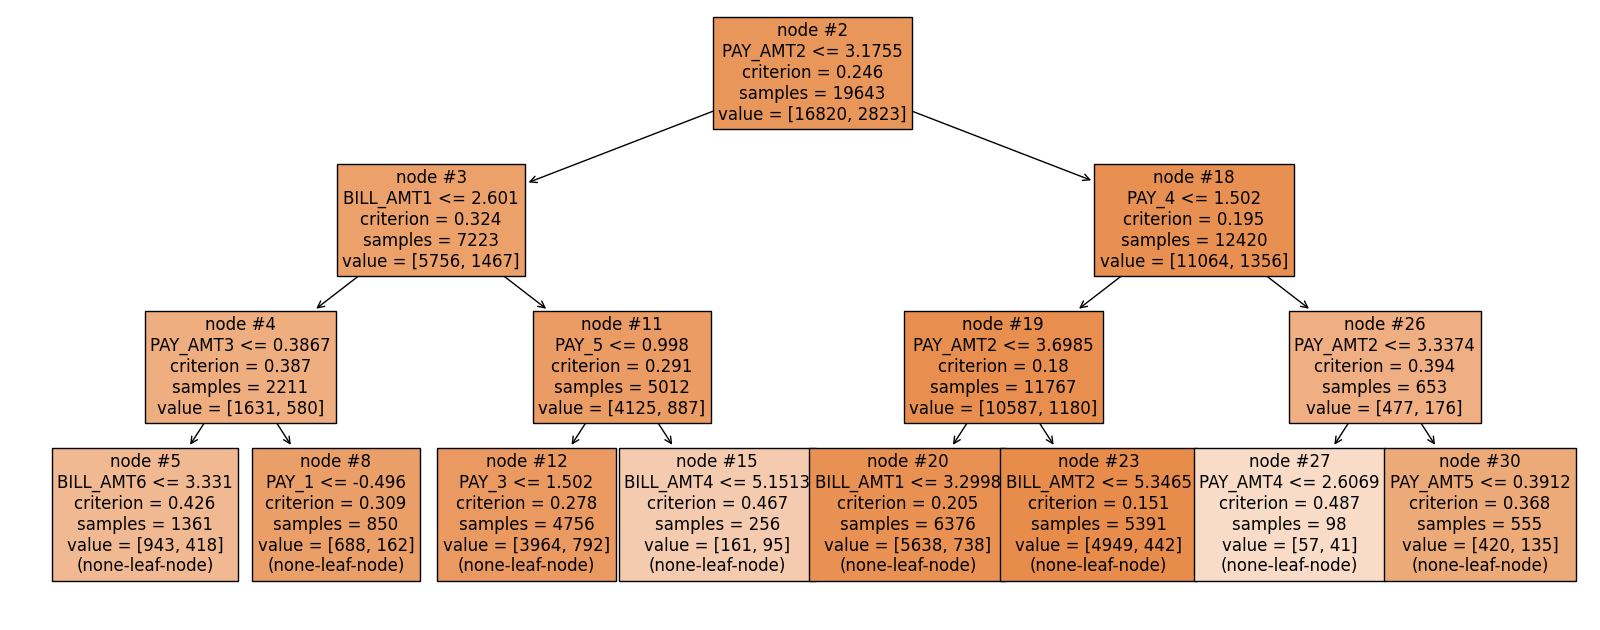 node #2
PAY_AMT2 <= 3.1755
criterion = 0.246
samples = 19643
value = [16820, 2823]
node #3
BILL_AMT1 <= 2.601
criterion = 0.324
samples = 7223
value = [5756, 1467]
node #18
PAY_4 <= 1.502
criterion = 0.195
samples = 12420
value = [11064, 1356]
node #4
PAY_AMT3 <= 0.3867
criterion = 0.387
samples = 2211
value = [1631, 580]
node #11
PAY_5 <= 0.998
criterion = 0.291
samples = 5012
value = [4125, 887]
node #19
PAY_AMT2 <= 3.6985
criterion = 0.18
samples = 11767
value = [10587, 1180]
node #26
PAY_AMT2 <= 3.3374
criterion = 0.394
samples = 653
value = [477, 176]
node #5
BILL_AMT6 <= 3.331
criterion = 0.426
samples = 1361
value = [943, 418]
(none-leaf-node)
node #8
PAY_1 <= -0.496
criterion = 0.309
samples = 850
value = [688, 162]
(none-leaf-node)
node #12
PAY_3 <= 1.502
criterion = 0.278
samples = 4756
value = [3964, 792]
(none-leaf-node)
node #15
BILL_AMT4 <= 5.1513
criterion = 0.467
samples = 256
value = [161, 95]
(none-leaf-node)
node #20
BILL_AMT1 <= 3.2998
criterion = 0.205
samples = 6376
value = [5638, 738]
(none-leaf-node)
node #23
BILL_AMT2 <= 5.3465
criterion = 0.151
samples = 5391
value = [4949, 442]
(none-leaf-node)
node #27
PAY_AMT4 <= 2.6069
criterion = 0.487
samples = 98
value = [57, 41]
(none-leaf-node)
node #30
PAY_AMT5 <= 0.3912
criterion = 0.368
samples = 555
value = [420, 135]
(none-leaf-node)